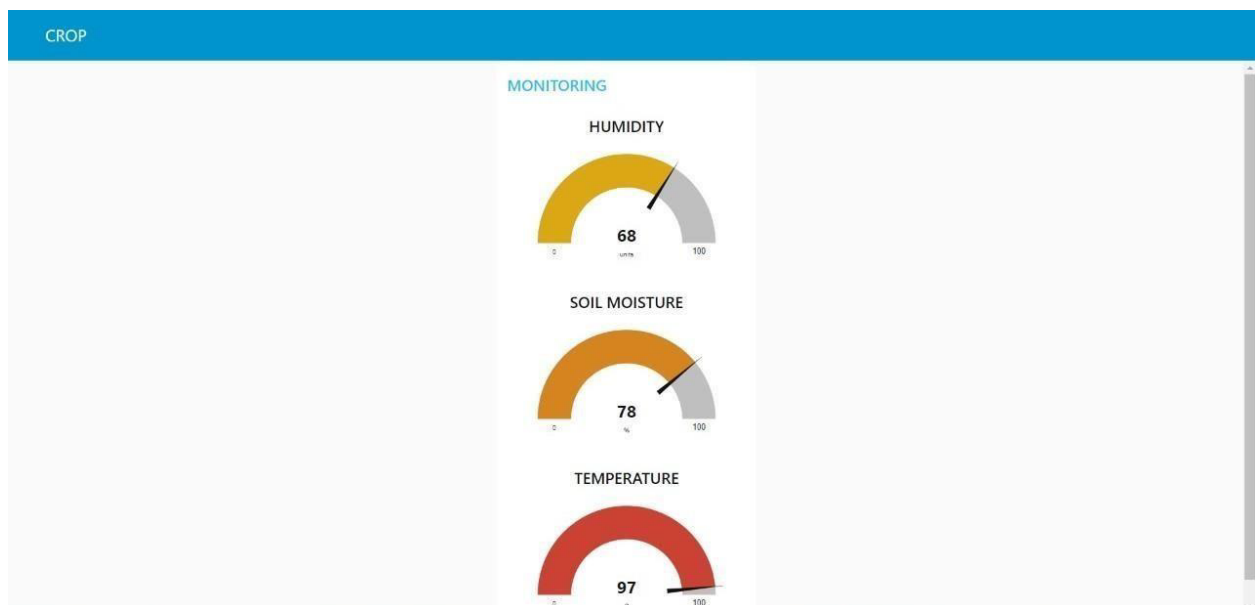 CROP
MONITORING
HUMIDITY
68
0
units
100
SOIL MOISTURE
78
0
%
100
TEMPERATURE
97
0
100